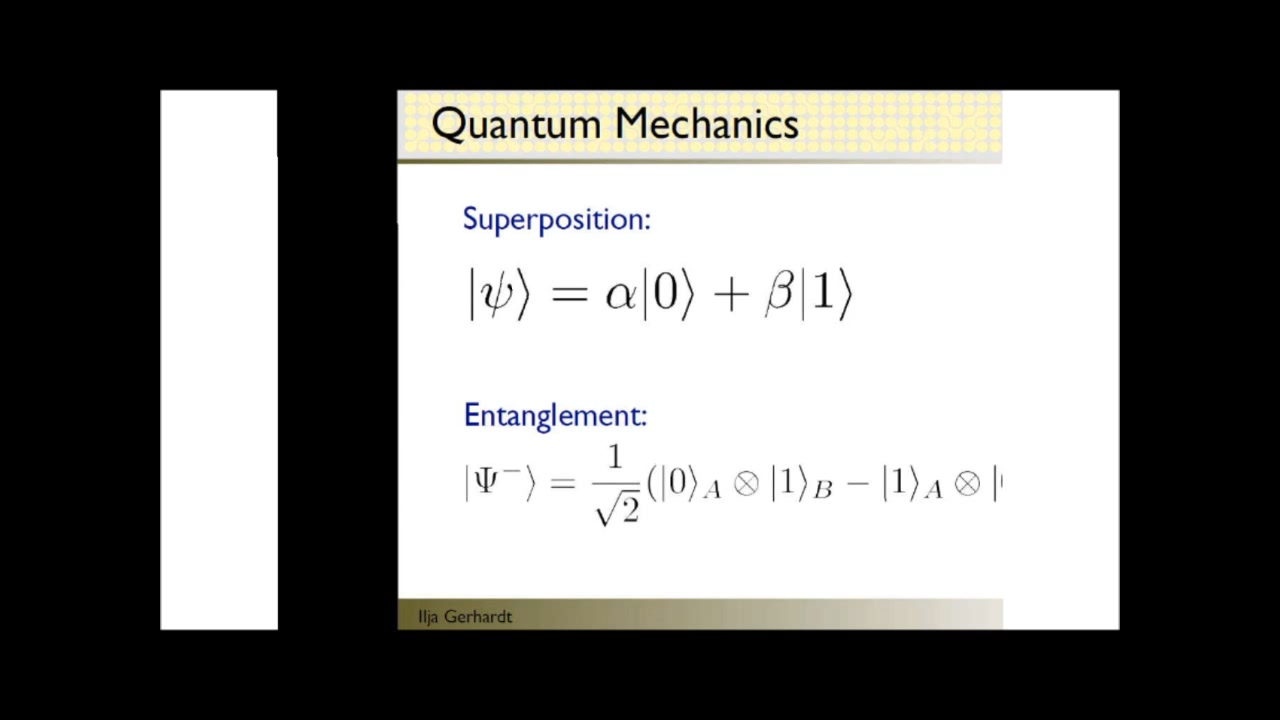 Quantum Mechanics
Superposition:
|ψ⟩ = α|0⟩ + β|1⟩
Entanglement:
|Ψ⁻⟩ = 1/√2 (|0⟩_A ⊗ |1⟩_B − |1⟩_A ⊗ |
Ilja Gerhardt